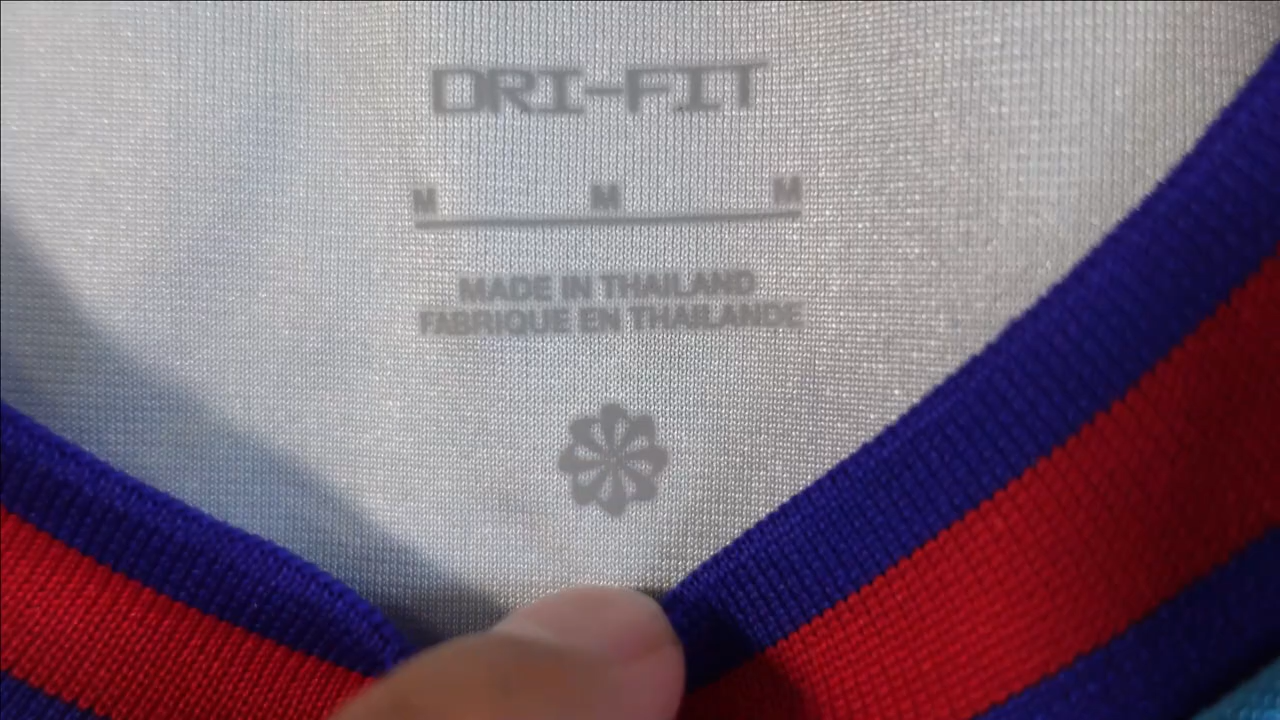 DRI-FIT
M M M
MADE IN THAILAND
FABRIQUE EN THAILANDE